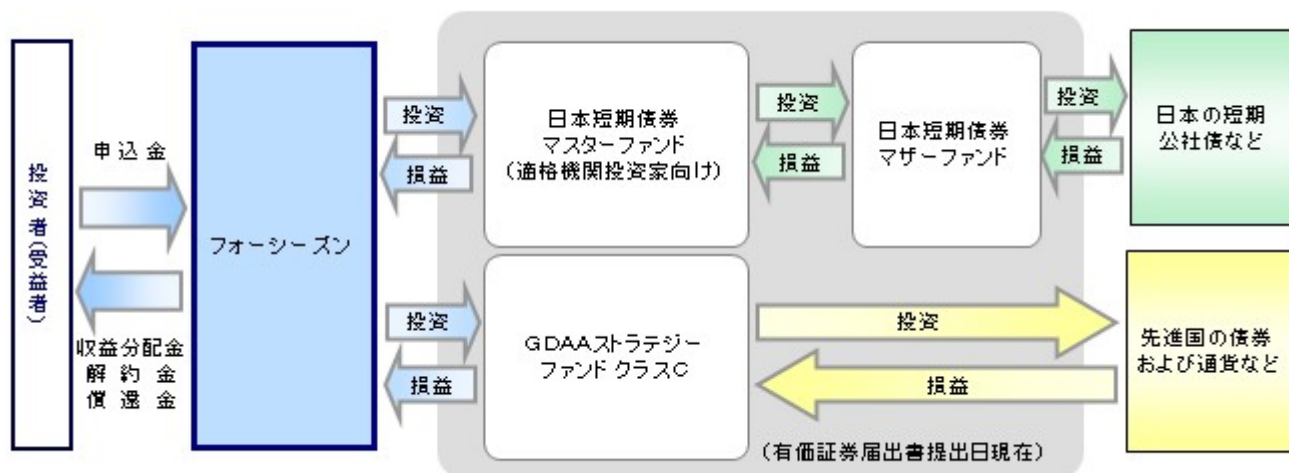 投資者(受益者)
申込金
収益分配金
解約金
償還金
フォーシーズン
投資
損益
日本短期債券
マスターファンド
(適格機関投資家向け)
投資
損益
日本短期債券
マザーファンド
投資
損益
日本の短期
公社債など
投資
損益
GDAAストラテジー
ファンド クラスC
投資
損益
先進国の債券
および通貨など
(有価証券届出書提出日現在)